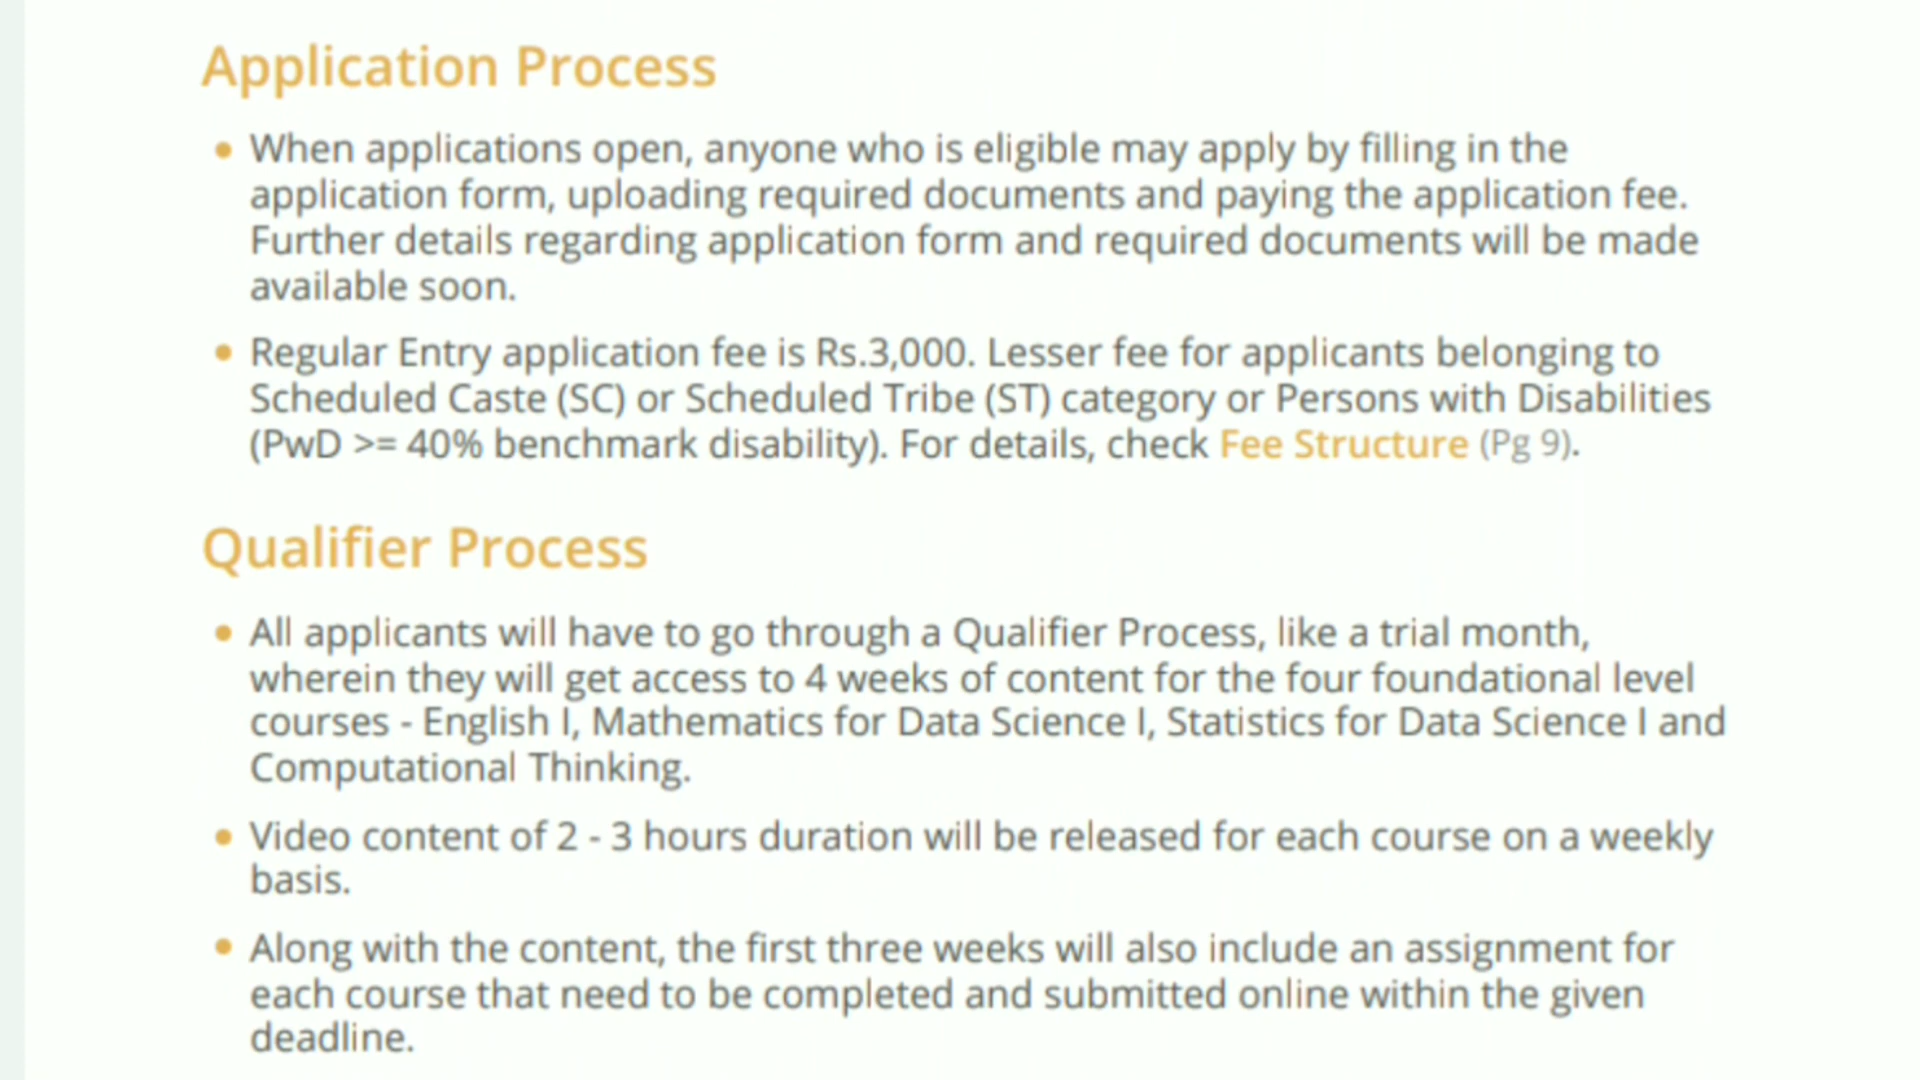 Application Process
When applications open, anyone who is eligible may apply by filling in the
application form, uploading required documents and paying the application fee.
Further details regarding application form and required documents will be made
available soon.
Regular Entry application fee is Rs.3,000. Lesser fee for applicants belonging to
Scheduled Caste (SC) or Scheduled Tribe (ST) category or Persons with Disabilities
(PwD >= 40% benchmark disability). For details, check Fee Structure (Pg 9).
Qualifier Process
All applicants will have to go through a Qualifier Process, like a trial month,
wherein they will get access to 4 weeks of content for the four foundational level
courses - English I, Mathematics for Data Science I, Statistics for Data Science I and
Computational Thinking.
Video content of 2 - 3 hours duration will be released for each course on a weekly
basis.
Along with the content, the first three weeks will also include an assignment for
each course that need to be completed and submitted online within the given
deadline.